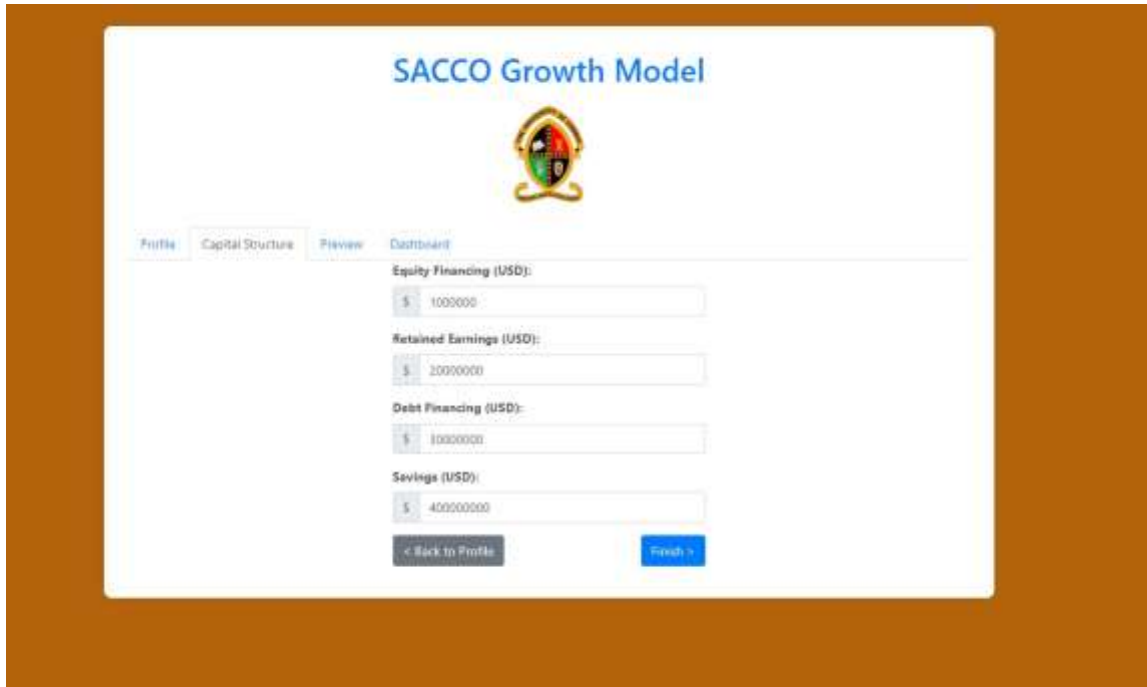 SACCO Growth Model
Profile Capital Structure Preview Dashboard
Equity Financing (USD):
$ 1000000
Retained Earnings (USD):
$ 20000000
Debt Financing (USD):
$
Savings (USD):
$ 400000000
< Back to Profile Finish >